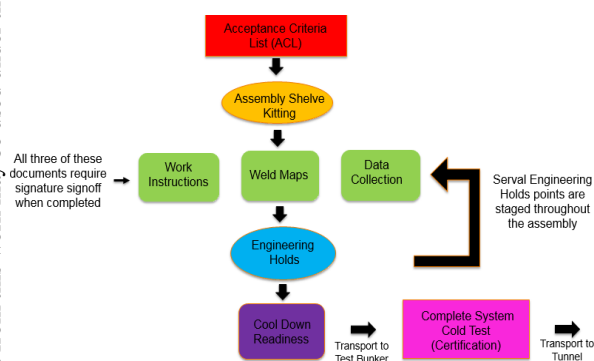 Acceptance Criteria
List (ACL)
Assembly Shelve
Kitting
All three of these
documents require
signature signoff
when completed
Work
Instructions
Weld Maps
Data
Collection
Serval Engineering
Holds points are
staged throughout
the assembly
Engineering
Holds
Cool Down
Readiness
Transport to
Test Bunker
Complete System
Cold Test
(Certification)
Transport to
Tunnel